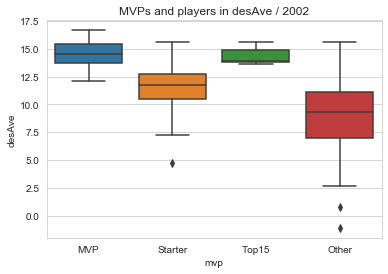 MVPs and players in desAve / 2002
17.5
15.0
12.5
10.0
7.5
5.0
2.5
0.0
desAve
MVP Starter Top15 Other
mvp